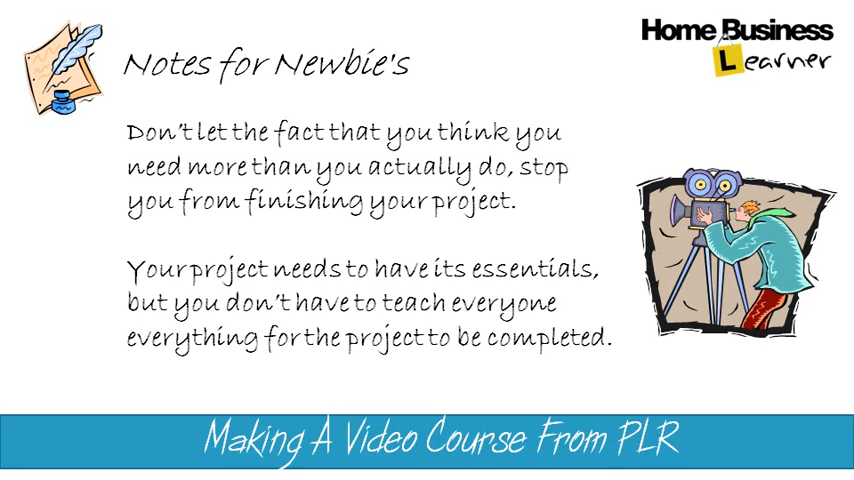 Home Business
Learner
Notes for Newbie's
Don't let the fact that you think you
need more than you actually do, stop
you from finishing your project.
Your project needs to have its essentials,
but you don't have to teach everyone
everything for the project to be completed.
Making A Video Course From PLR